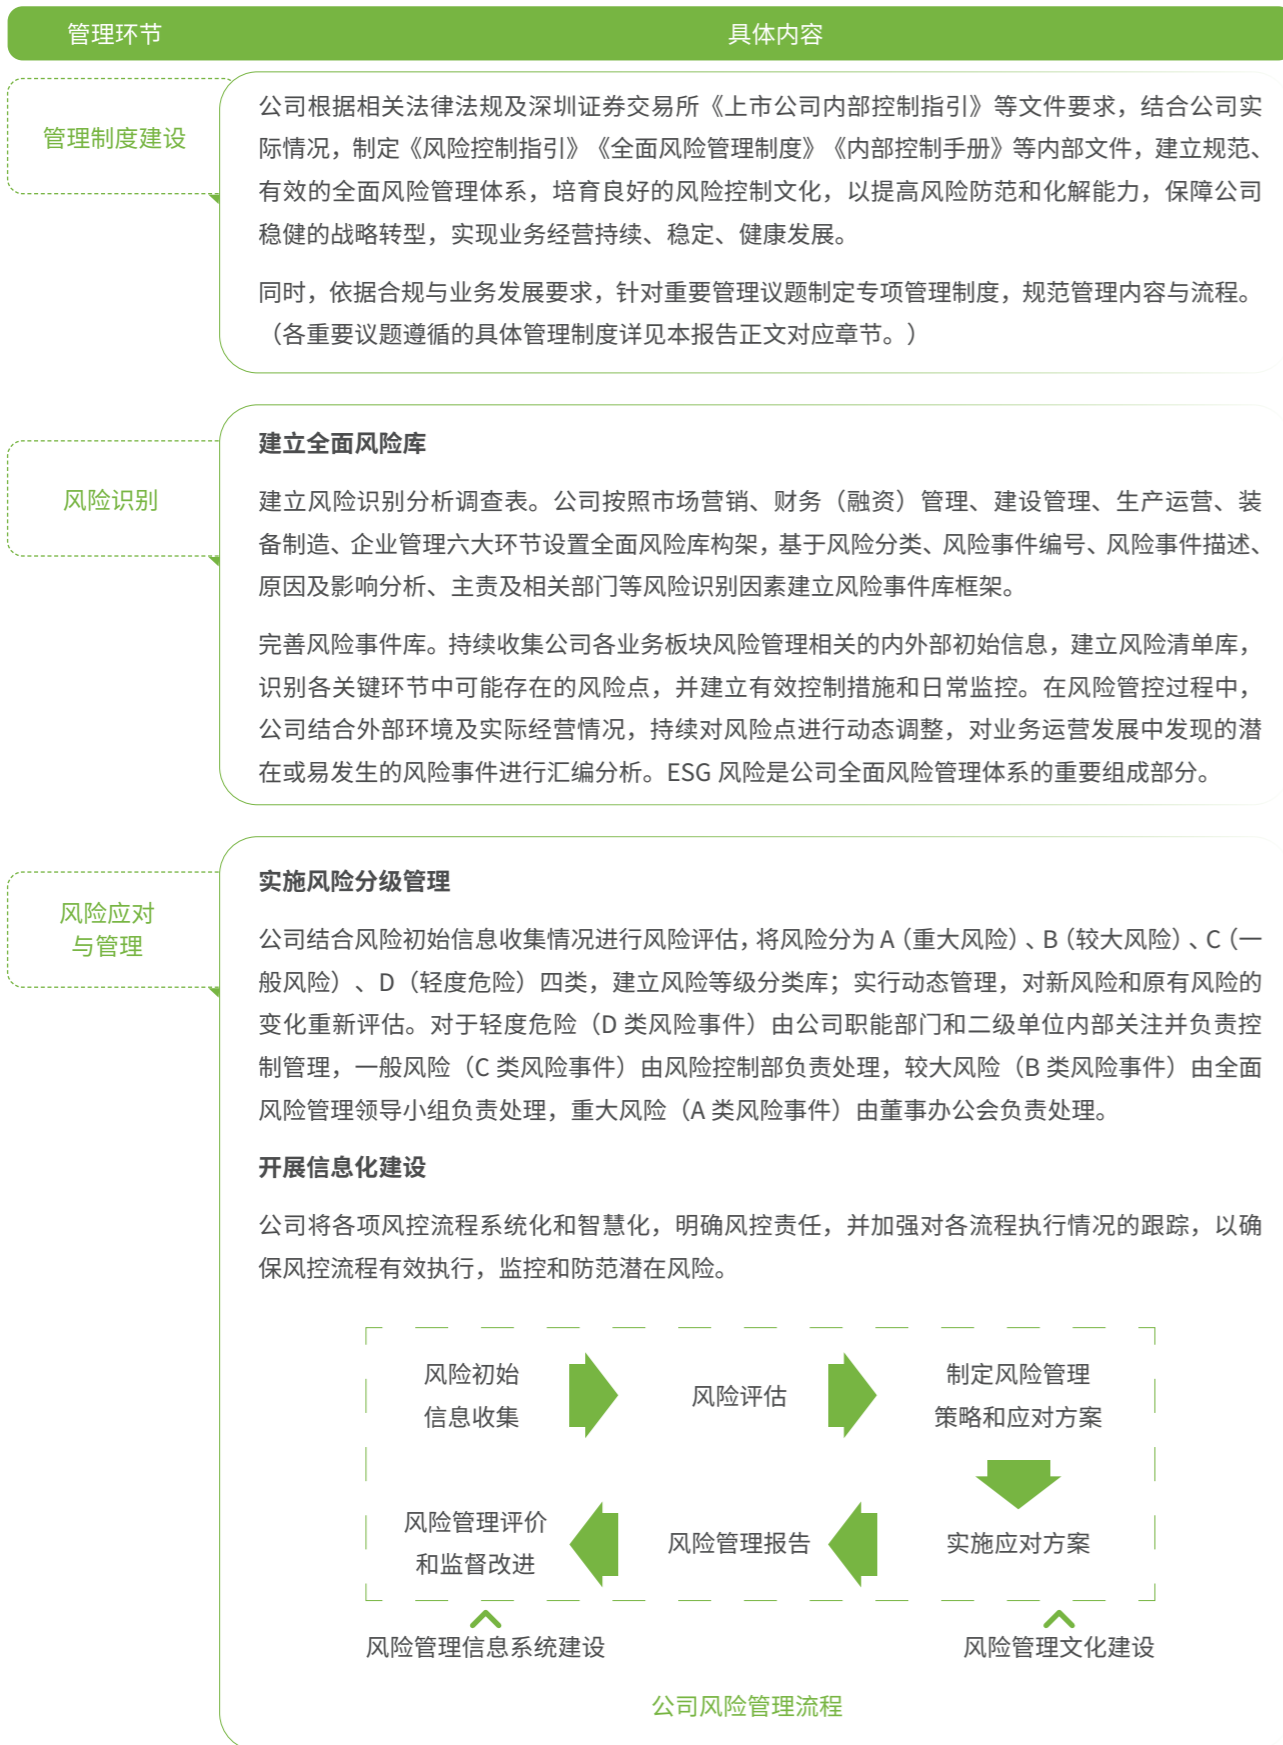 管理环节
具体内容
管理制度建设
公司根据相关法律法规及深圳证券交易所《上市公司内部控制指引》等文件要求，结合公司实
际情况，制定《风险控制指引》《全面风险管理制度》《内部控制手册》等内部文件，建立规范、
有效的全面风险管理体系，培育良好的风险控制文化，以提高风险防范和化解能力，保障公司
稳健的战略转型，实现业务经营持续、稳定、健康发展。
同时，依据合规与业务发展要求，针对重要管理议题制定专项管理制度，规范管理内容与流程。
（各重要议题遵循的具体管理制度详见本报告正文对应章节。）
风险识别
建立全面风险库
建立风险识别分析调查表。公司按照市场营销、财务（融资）管理、建设管理、生产运营、装
备制造、企业管理六大环节设置全面风险库构架，基于风险分类、风险事件编号、风险事件描述、
原因及影响分析、主责及相关部门等风险识别因素建立风险事件库框架。
完善风险事件库。持续收集公司各业务板块风险管理相关的内外部初始信息，建立风险清单库，
识别各关键环节中可能存在的风险点，并建立有效控制措施和日常监控。在风险管控过程中，
公司结合外部环境及实际经营情况，持续对风险点进行动态调整，对业务运营发展中发现的潜
在或易发生的风险事件进行汇编分析。ESG 风险是公司全面风险管理体系的重要组成部分。
风险应对
与管理
实施风险分级管理
公司结合风险初始信息收集情况进行风险评估，将风险分为 A（重大风险）、B（较大风险）、C（一
般风险）、D（轻度危险）四类，建立风险等级分类库；实行动态管理，对新风险和原有风险的
变化重新评估。对于轻度危险（D 类风险事件）由公司职能部门和二级单位内部关注并负责控
制管理，一般风险（C 类风险事件）由风险控制部负责处理，较大风险（B 类风险事件）由全面
风险管理领导小组负责处理，重大风险（A 类风险事件）由董事办公会负责处理。
开展信息化建设
公司将各项风控流程系统化和智慧化，明确风控责任，并加强对各流程执行情况的跟踪，以确
保风控流程有效执行，监控和防范潜在风险。
风险初始
信息收集
风险评估
制定风险管理
策略和应对方案
风险管理评价
和监督改进
风险管理报告
实施应对方案
风险管理信息系统建设
风险管理文化建设
公司风险管理流程